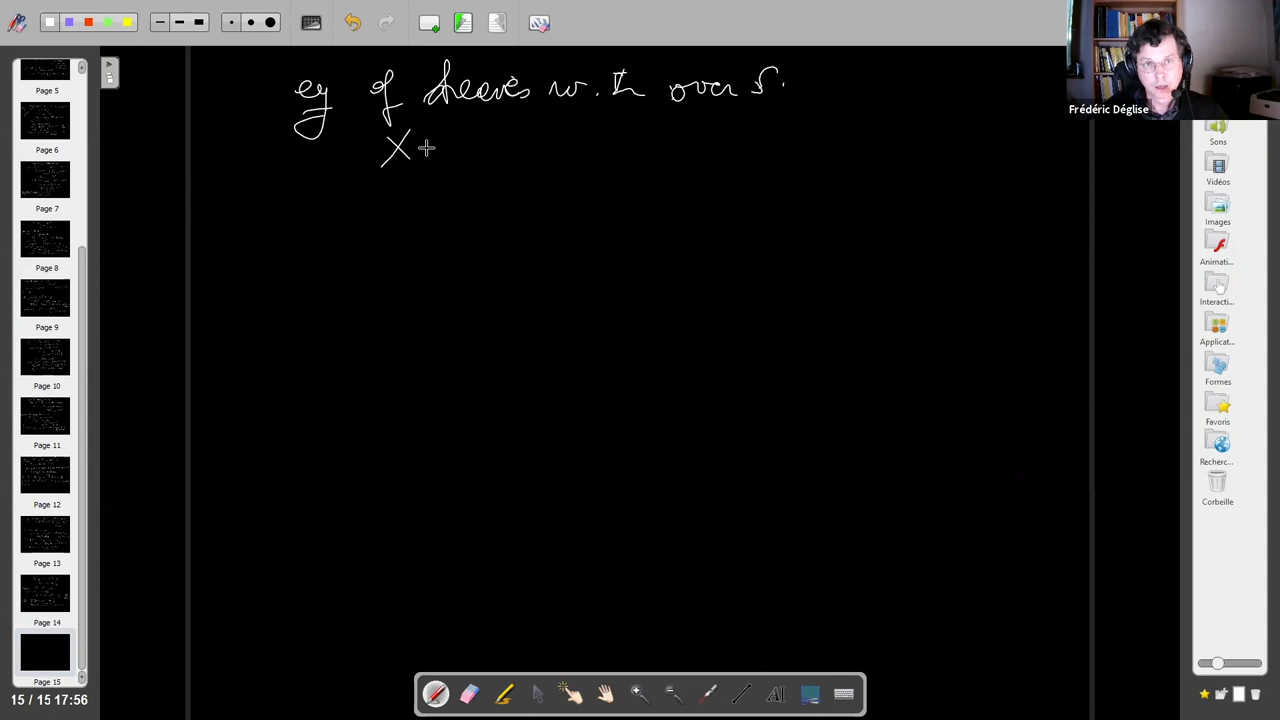 Frédéric Déglise
eg of sheaves w. tr over S.
X
Page 5
Page 6
Page 7
Page 8
Page 9
Page 10
Page 11
Page 12
Page 13
Page 14
Page 15
15 / 15 17:56
Sons
Vidéos
Images
Animati...
Interacti...
Applicat...
Formes
Favoris
Recherc...
Corbeille
AI